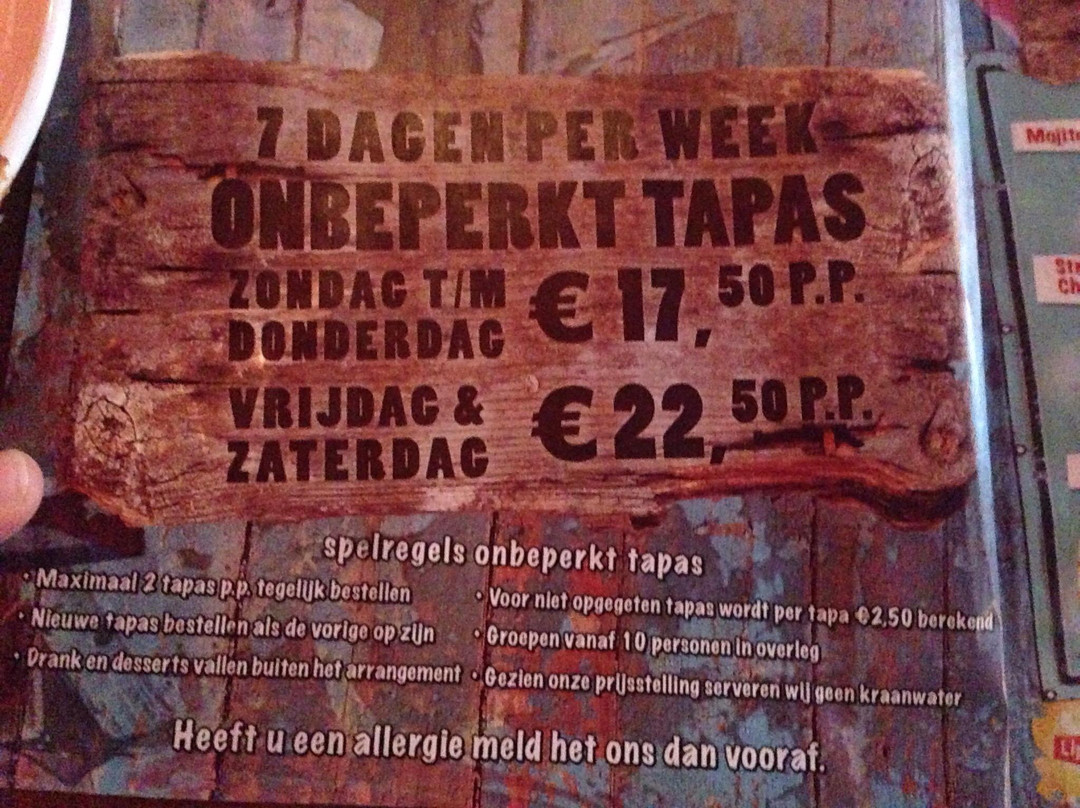 7 DAGEN PER WEEK
ONBEPERKT TAPAS
ZONDAG T/M
DONDERDAG
€ 17,50 P.P.
VRIJDAG &
ZATERDAG
€ 22,50 P.P.
spelregels onbeperkt tapas
• Maximaal 2 tapas p.p. tegelijk bestellen
• Nieuwe tapas bestellen als de vorige op zijn
• Drank en desserts vallen buiten het arrangement
• Voor niet opgegeten tapas wordt per tapa €2,50 berekend
• Groepen vanaf 10 personen in overleg
• Gezien onze prijsstelling serveren wij geen kraanwater
Heeft u een allergie meld het ons dan vooraf.